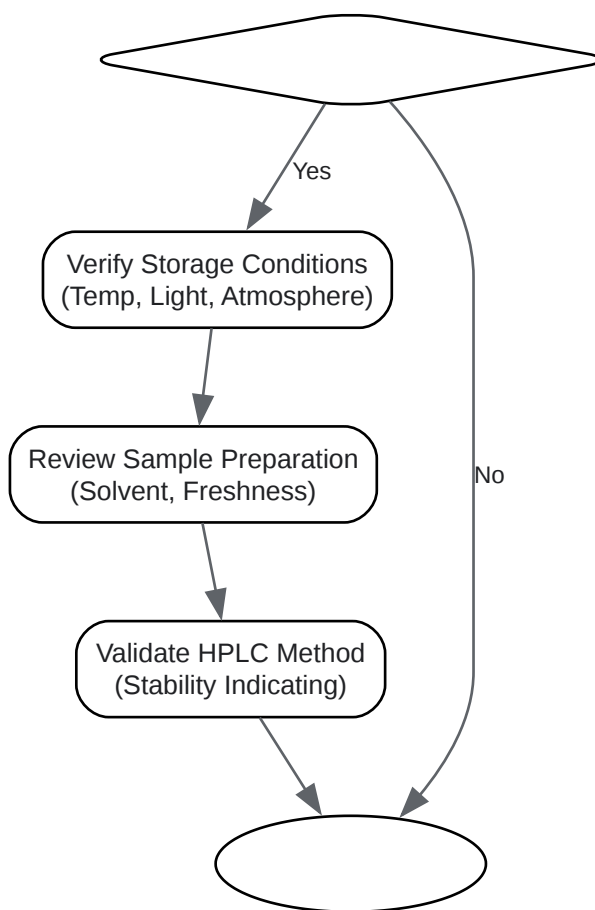 Yes
Verify Storage Conditions
(Temp, Light, Atmosphere)
Review Sample Preparation
(Solvent, Freshness)
No
Validate HPLC Method
(Stability Indicating)